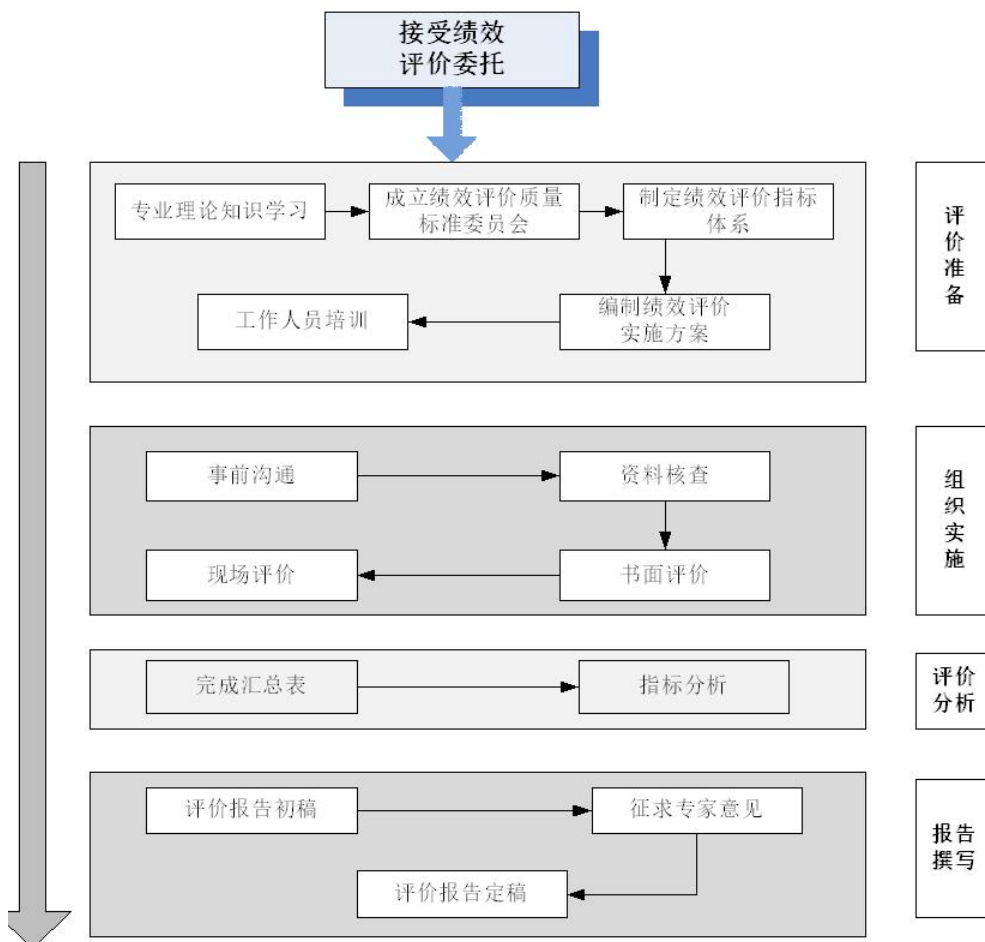 接受绩效
评价委托
专业理论知识学习
成立绩效评价质量
标准委员会
制定绩效评价指标
体系
工作人员培训
编制绩效评价
实施方案
评
价
准
备
事前沟通
资料核查
现场评价
书面评价
组
织
实
施
完成汇总表
指标分析
评价
分析
评价报告初稿
征求专家意见
评价报告定稿
报告
撰写